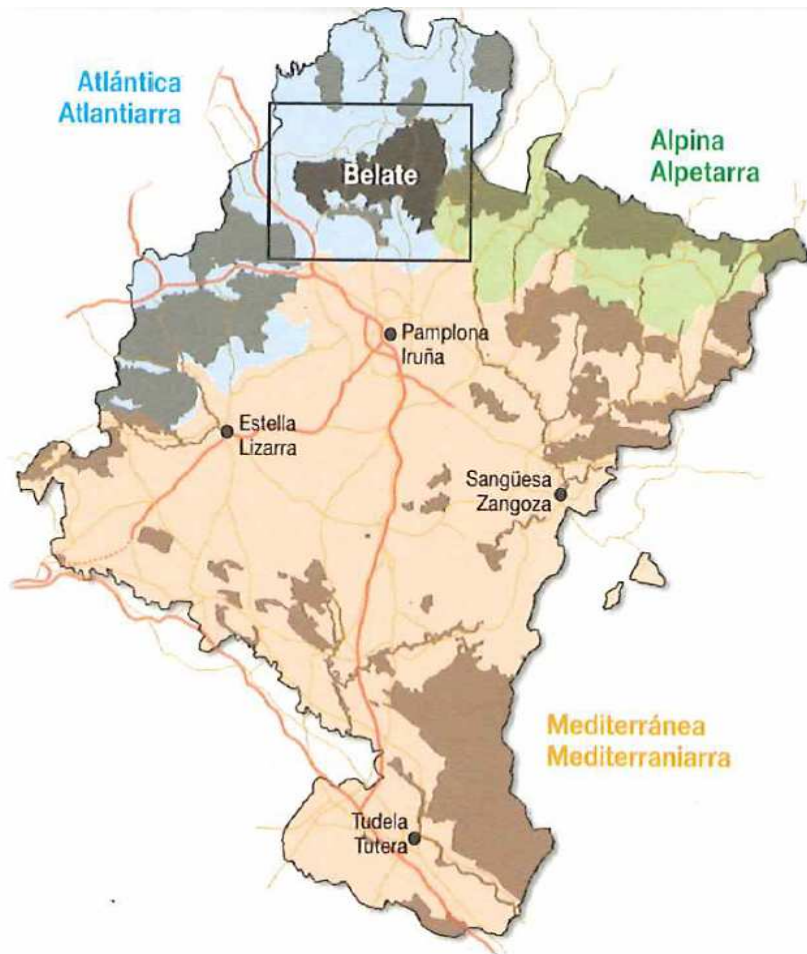 Atlántica
Atlantiarra
Alpina
Alpetarra
Belate
Pamplona
Iruña
Estella
Lizarra
Sangüesa
Zangoza
Mediterránea
Mediterraniarra
Tudela
Tutera